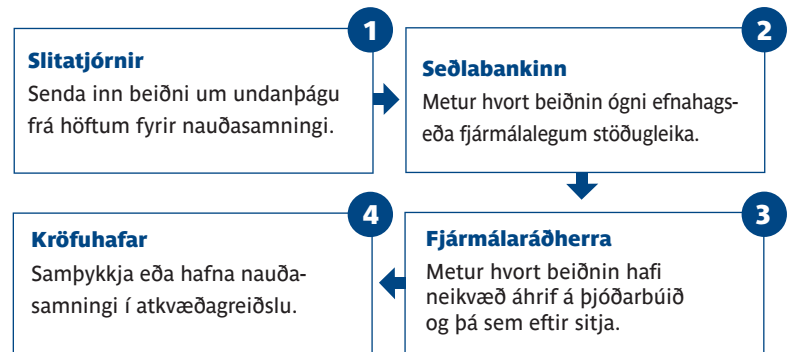 1
Slitatjórnir
Senda inn beiðni um undanþágu
frá höftum fyrir nauðasamningi.
2
Seðlabankinn
Metur hvort beiðnin ógni efnahags-
eða fjármálalegum stöðugleika.
3
Fjármálaráðherra
Metur hvort beiðnin hafi
neikvæð áhrif á þjóðarbúið
og þá sem eftir sitja.
4
Kröfuhafar
Samþykkja eða hafna nauða-
samningi í atkvæðagreiðslu.